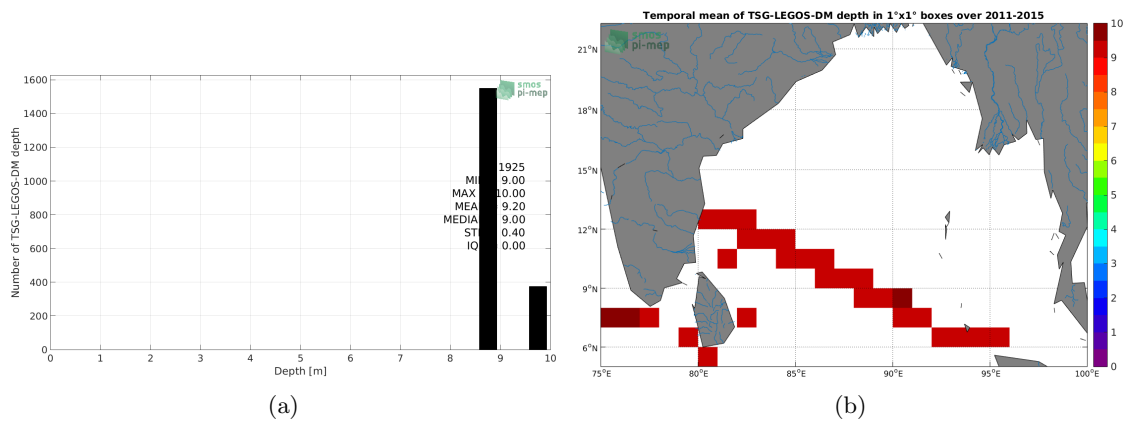 1600
1400
1200
1000
800
600
400
200
0
Number of TSG-LEGOS-DM depth
0 1 2 3 4 5 6 7 8 9 10
Depth [m]
smos
pi-mep
1925
9.00
MAX 10.00
9.20
9.00
0.40
0.00
(a)
Temporal mean of TSG-LEGOS-DM depth in 1°x1° boxes over 2011-2015
smos
pi-mep
21°N
18°N
15°N
12°N
9°N
6°N
75°E 80°E 85°E 90°E 95°E 100°E
10
9
8
7
6
5
4
3
2
1
0
(b)